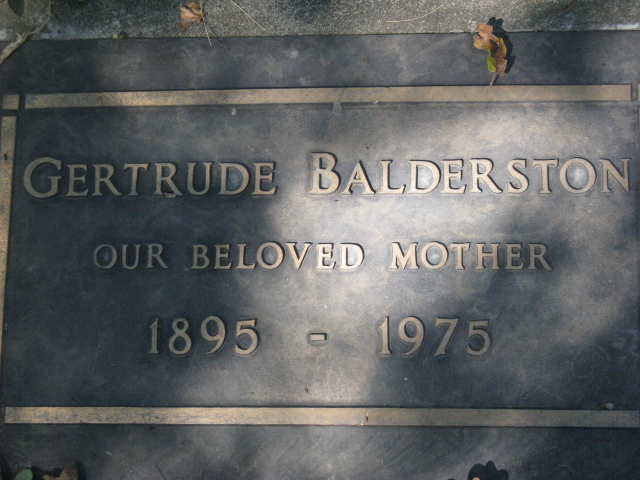 GERTRUDE BALDERSTON
OUR BELOVED MOTHER
1895 - 1975